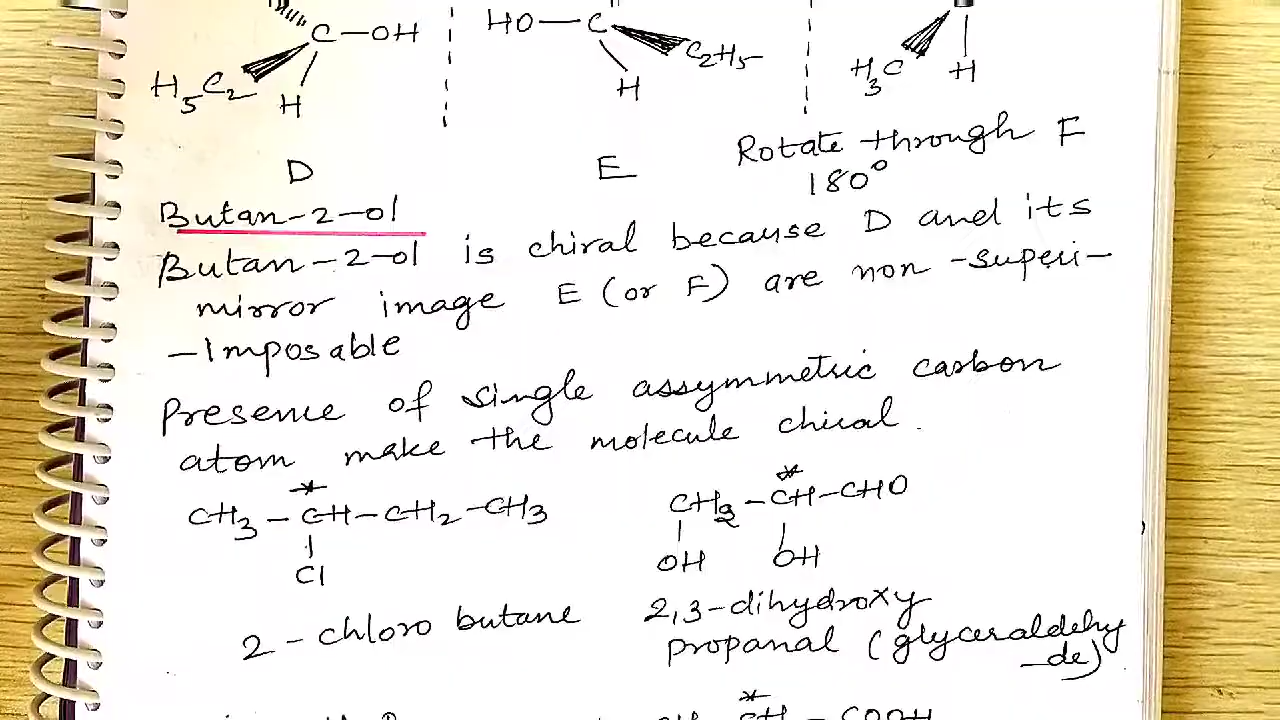 C-OH HO-C
H5C2 C2H5 H3C H
H H
D E Rotate through F
180°
Butan-2-ol
Butan-2-ol is chiral because D and its
mirror image E (or F) are non-superi-
-Imposable
Presence of single assymmetric carbon
atom make the molecule chiral.
* *
CH3-CH-CH2-CH3 CH2-CH-CHO
Cl OH OH
2-chloro butane 2,3-dihydroxy
propanal (glyceraldehy
-de)
*
COOH